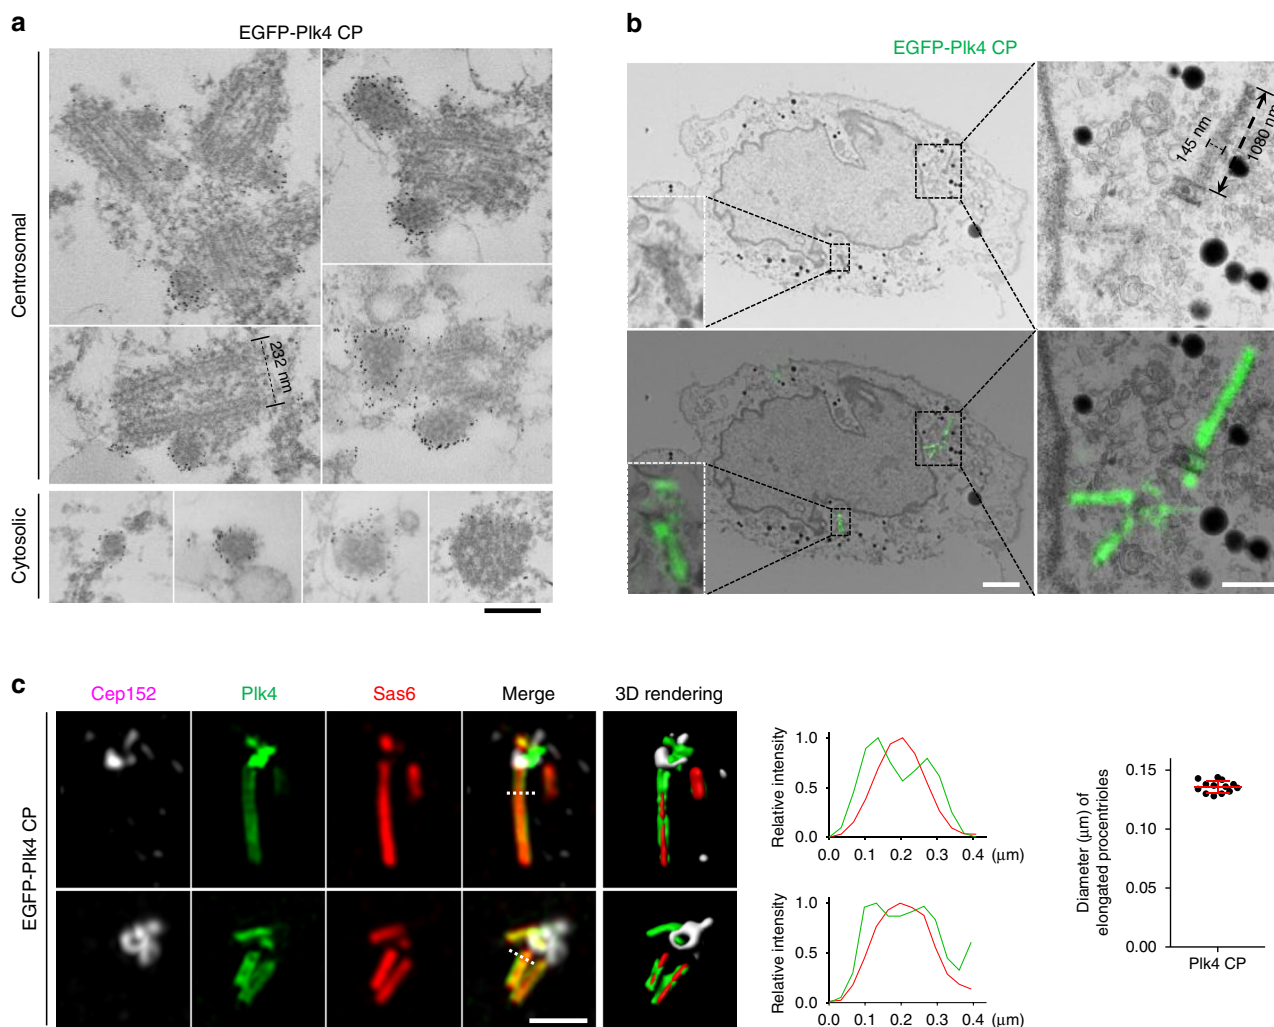 a
EGFP-Plk4 CP
Centrosomal
232 nm
Cytosolic
b
EGFP-Plk4 CP
145 nm
1080 nm
c
Cep152
Plk4
Sas6
Merge
3D rendering
EGFP-Plk4 CP
Relative intensity
1.0
0.5
0.0
0.0 0.1 0.2 0.3 0.4 (μm)
Relative intensity
1.0
0.5
0.0
0.0 0.1 0.2 0.3 0.4 (μm)
Diameter (μm) of
elongated procentrioles
0.15
0.10
0.05
0.00
Plk4 CP